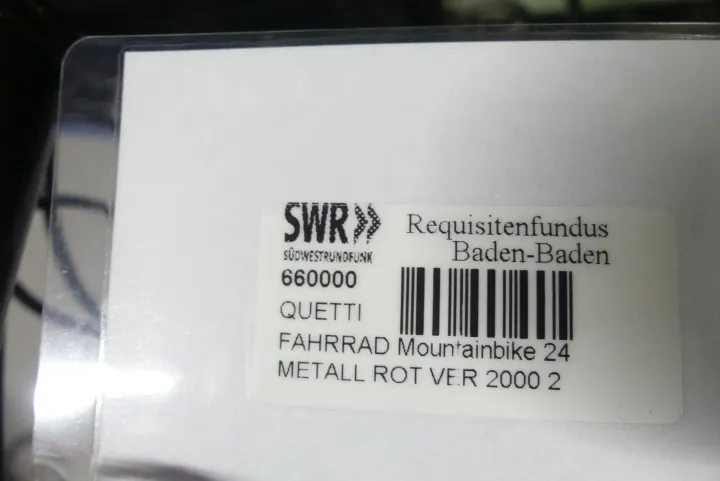 SWR
SÜDWESTRUNDFUNK
Requisitenfundus
Baden-Baden
660000
QUETTI
FAHRRAD Mountainbike 24
METALL ROT VER 2000 2